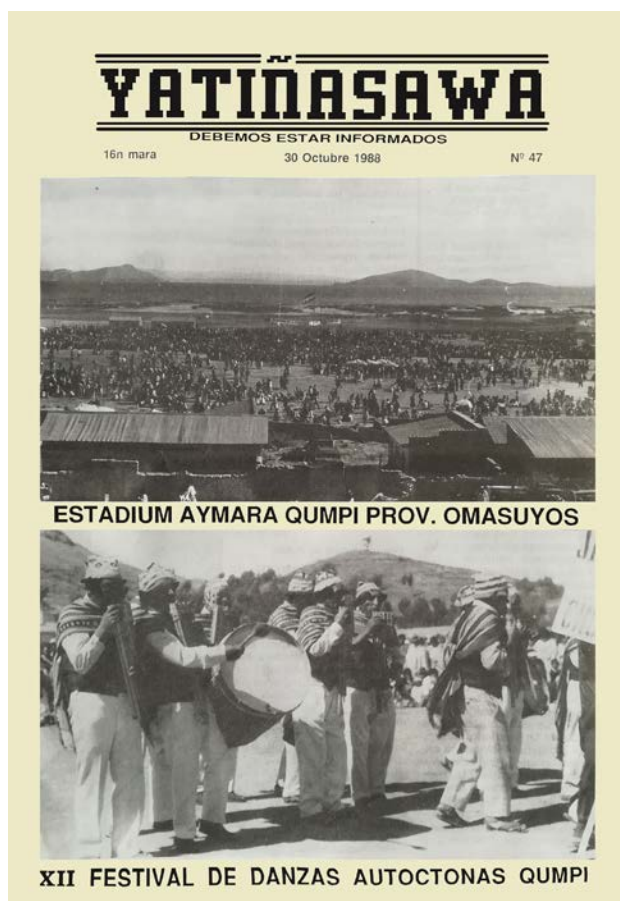 YATIÑASAWA
DEBEMOS ESTAR INFORMADOS
16n mara 30 Octubre 1988 Nº 47
ESTADIUM AYMARA QUMPI PROV. OMASUYOS
XII FESTIVAL DE DANZAS AUTOCTONAS QUMPI